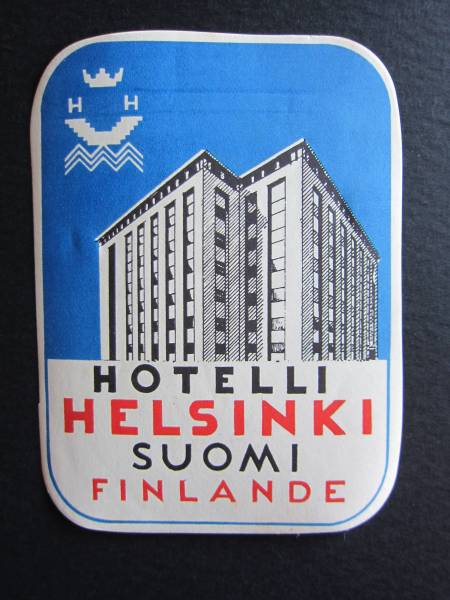 H H
HOTELLI
HELSINKI
SUOMI
FINLANDE